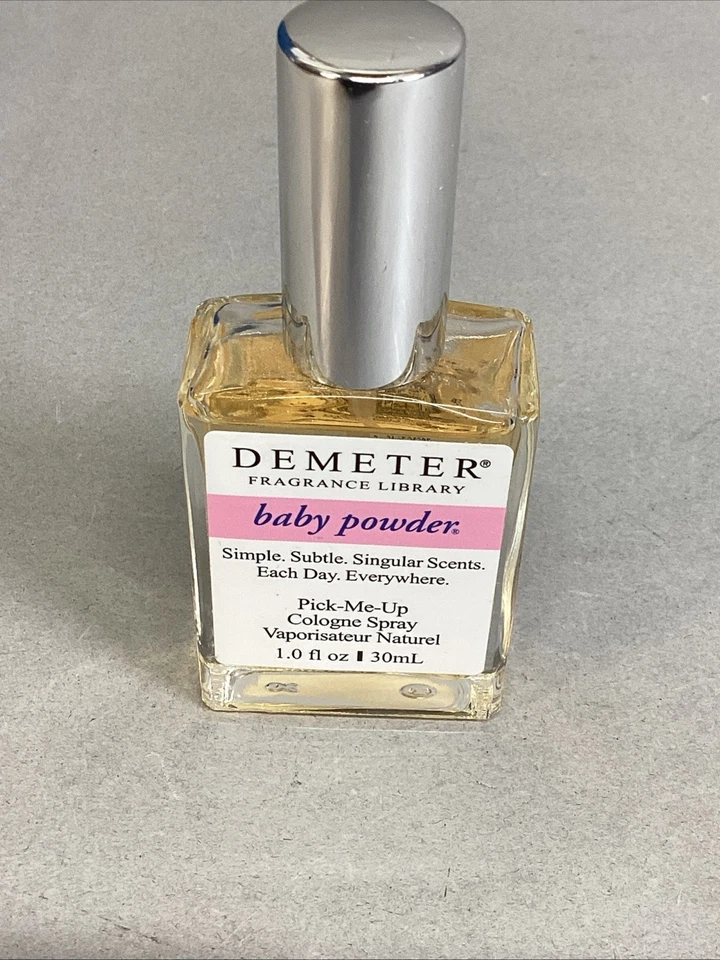 DEMETER®
FRAGRANCE LIBRARY
baby powder®
Simple. Subtle. Singular Scents.
Each Day. Everywhere.
Pick-Me-Up
Cologne Spray
Vaporisateur Naturel
1.0 fl oz ▮ 30mL